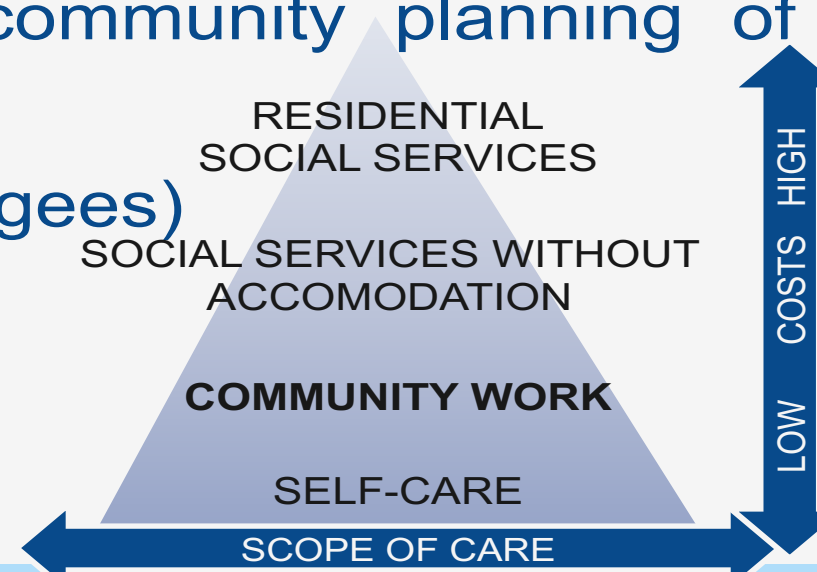 community planning of
RESIDENTIAL
SOCIAL SERVICES
gees)
SOCIAL SERVICES WITHOUT
ACCOMODATION
COMMUNITY WORK
SELF-CARE
SCOPE OF CARE
LOW COSTS HIGH